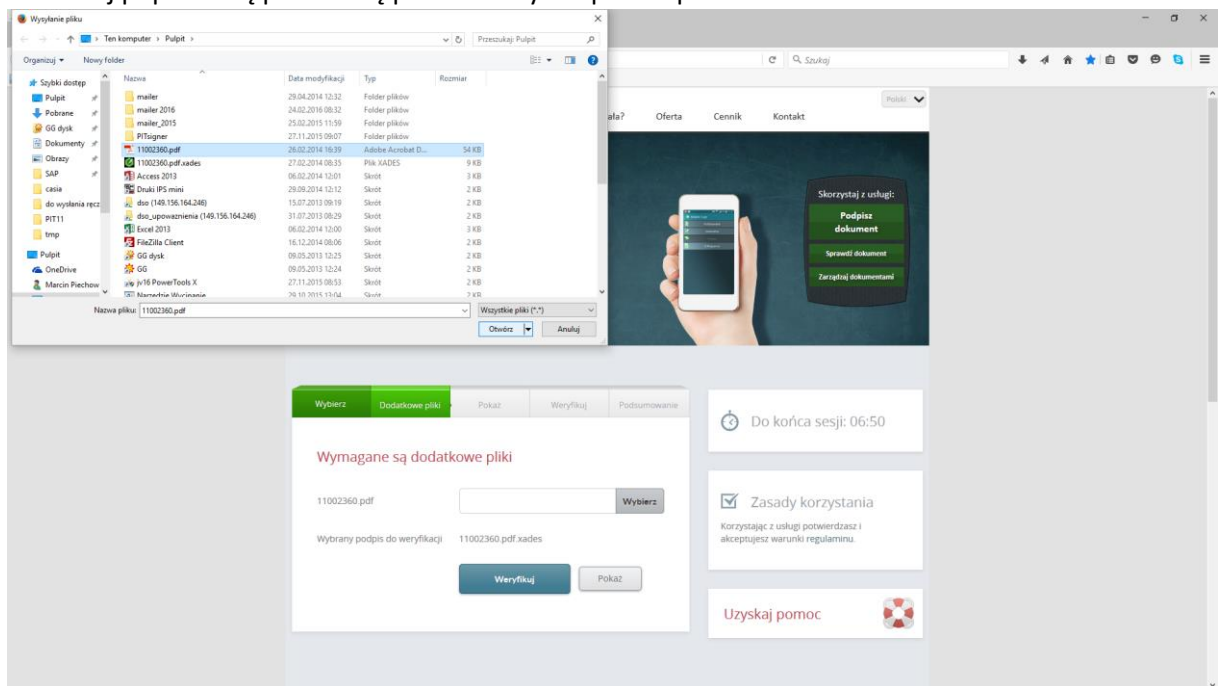 Wysyłanie pliku
Ten komputer > Pulpit >
Przeszukaj: Pulpit
Organizuj
Nowy folder
Szybki dostęp
Pulpit
Pobrane
GG dysk
Dokumenty
Obrazy
SAP
casia
do wysłania ręcz
PIT11
tmp
Pulpit
OneDrive
Marcin Piechow
Nazwa Data modyfikacji Typ Rozmiar
mailer 29.04.2014 12:32 Folder plików
mailer 2016 24.02.2016 08:32 Folder plików
mailer_2015 25.02.2015 11:59 Folder plików
PITsigner 27.11.2015 09:07 Folder plików
11002360.pdf 26.02.2014 16:39 Adobe Acrobat D... 54 KB
11002360.pdf.xades 27.02.2014 08:35 Plik XADES 9 KB
Access 2013 06.02.2014 12:01 Skrót 3 KB
Druki IPS mini 29.09.2014 12:12 Skrót 2 KB
dso (149.156.164.246) 15.07.2013 09:19 Skrót 2 KB
dso_upowaznienia (149.156.164.246) 31.07.2013 08:29 Skrót 2 KB
Excel 2013 06.02.2014 12:00 Skrót 3 KB
FileZilla Client 16.12.2014 08:06 Skrót 2 KB
GG dysk 09.05.2013 12:25 Skrót 2 KB
GG 09.05.2013 12:24 Skrót 2 KB
jv16 PowerTools X 27.11.2015 08:53 Skrót 2 KB
Narzędzie Wycinanie 29.10.2015 13:04 Skrót 2 KB
Nazwa pliku: 11002360.pdf
Wszystkie pliki (*.*)
Otwórz
Anuluj
Szukaj
Polski
ała? Oferta Cennik Kontakt
Skorzystaj z usługi:
Podpisz
dokument
Sprawdź dokument
Zarządzaj dokumentami
Wybierz Dodatkowe pliki Pokaż Weryfikuj Podsumowanie
Wymagane są dodatkowe pliki
11002360.pdf
Wybierz
Wybrany podpis do weryfikacji 11002360.pdf.xades
Weryfikuj
Pokaż
Do końca sesji: 06:50
Zasady korzystania
Korzystając z usługi potwierdzasz i
akceptujesz warunki regulaminu.
Uzyskaj pomoc